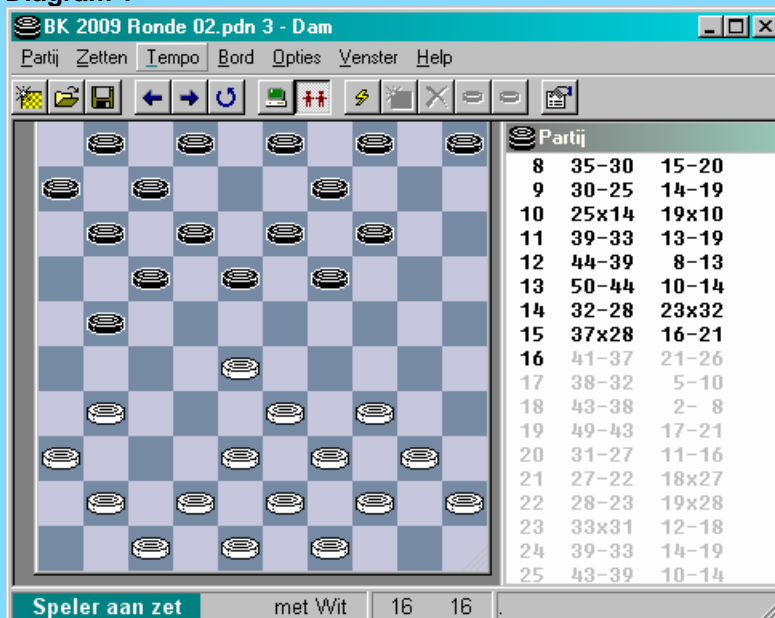 BK 2009 Ronde 02.pdn 3 - Dam
Partij Zetten Tempo Bord Opties Venster Help
Partij
8 35-30 15-20
9 30-25 14-19
10 25x14 19x10
11 39-33 13-19
12 44-39 8-13
13 50-44 10-14
14 32-28 23x32
15 37x28 16-21
16 41-37 21-26
17 38-32 5-10
18 43-38 2- 8
19 49-43 17-21
20 31-27 11-16
21 27-22 18x27
22 28-23 19x28
23 33x31 12-18
24 39-33 14-19
25 43-39 10-14
Speler aan zet met Wit 16 16 .